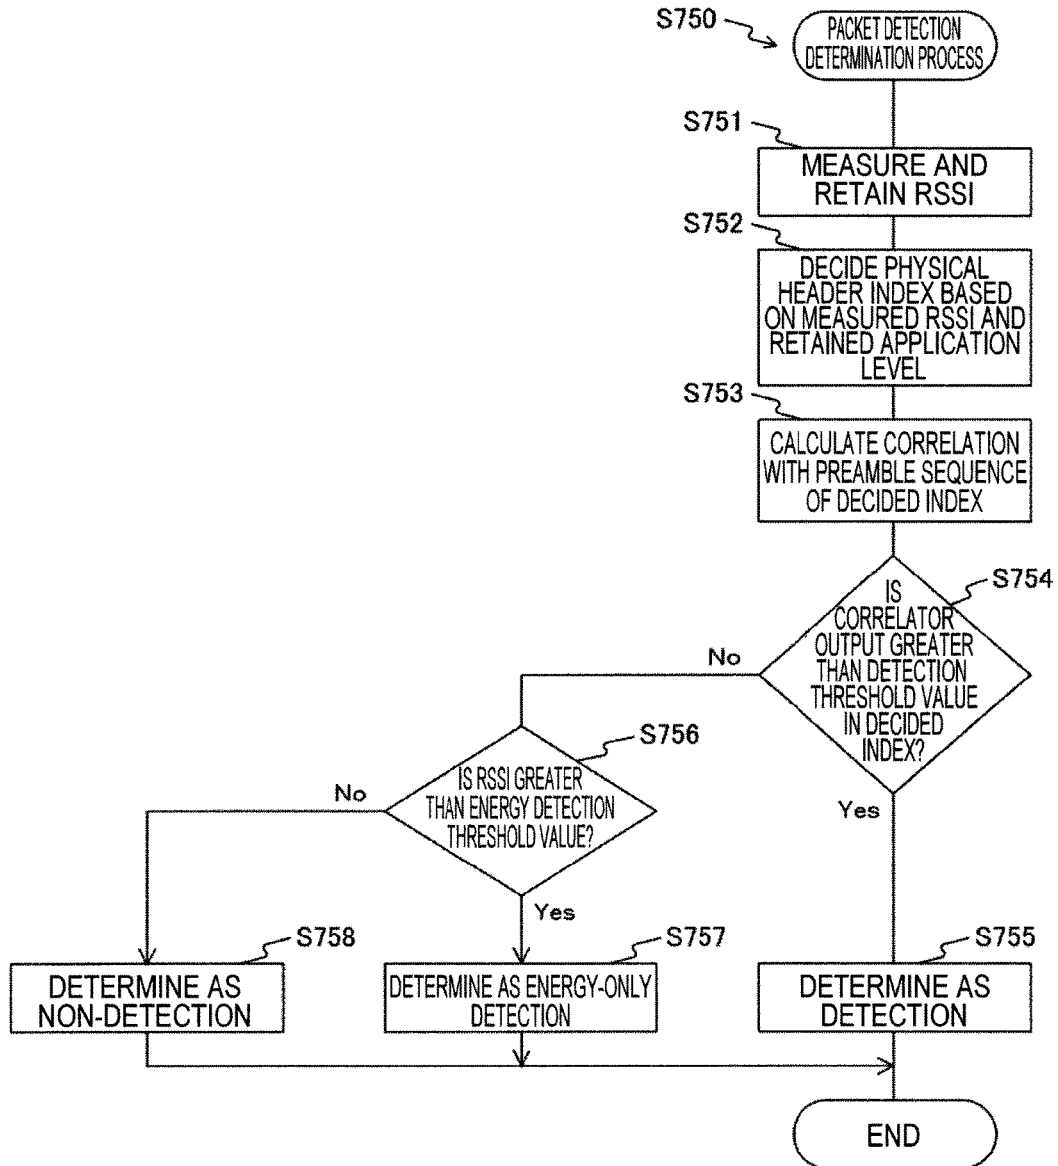 S750
PACKET DETECTION
DETERMINATION PROCESS
S751
MEASURE AND
RETAIN RSSI
S752
DECIDE PHYSICAL
HEADER INDEX BASED
ON MEASURED RSSI AND
RETAINED APPLICATION
LEVEL
S753
CALCULATE CORRELATION
WITH PREAMBLE SEQUENCE
OF DECIDED INDEX
S754
IS
CORRELATOR
OUTPUT GREATER
THAN DETECTION
THRESHOLD VALUE
IN DECIDED
INDEX?
No
Yes
S756
IS RSSI GREATER
THAN ENERGY DETECTION
THRESHOLD VALUE?
No
Yes
S758
DETERMINE AS
NON-DETECTION
S757
DETERMINE AS ENERGY-ONLY
DETECTION
S755
DETERMINE AS
DETECTION
END